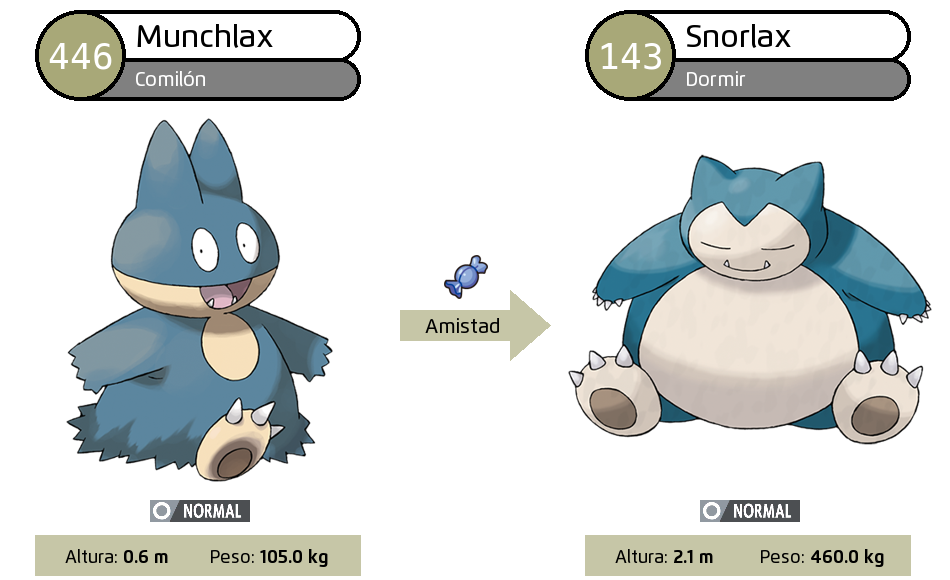 446 Munchlax
Comilón
143 Snorlax
Dormir
Amistad
NORMAL
NORMAL
Altura: 0.6 m Peso: 105.0 kg
Altura: 2.1 m Peso: 460.0 kg